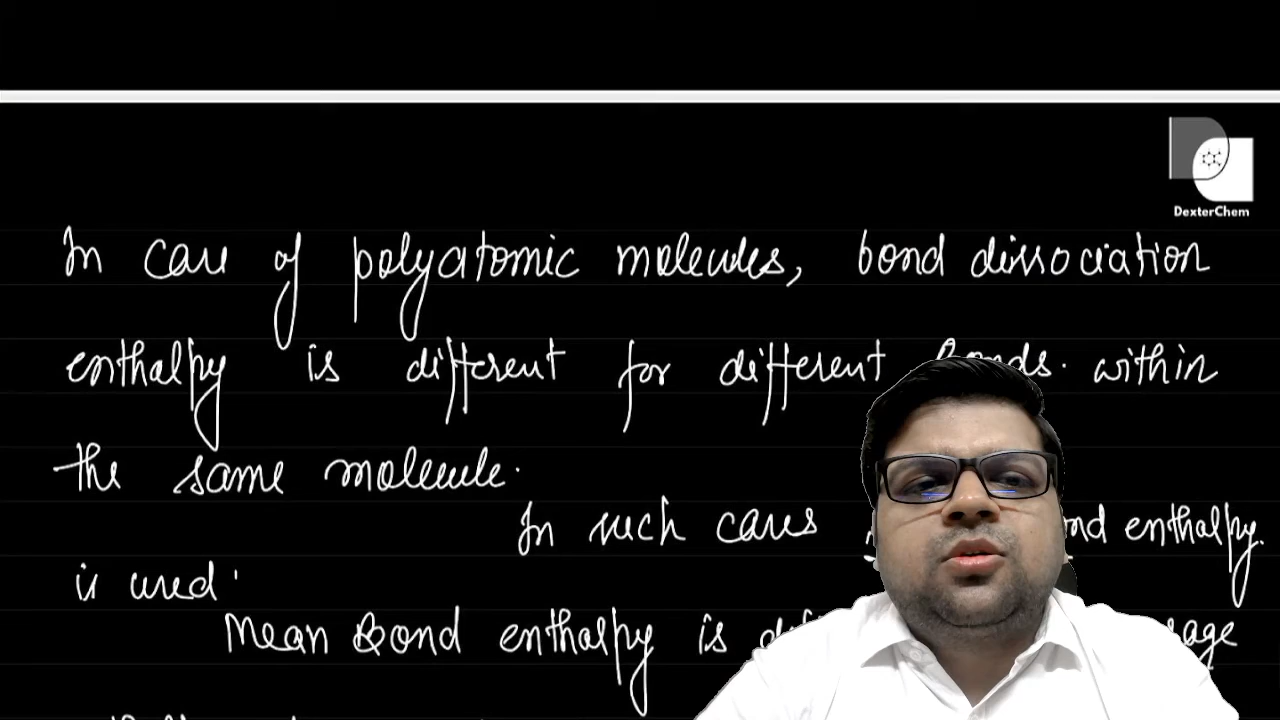 DexterChem
In case of polyatomic molecules, bond dissociation
enthalpy is different for different bonds. within
the same molecule.
In such cases enthalpy.
is used.
Mean Bond enthalpy is